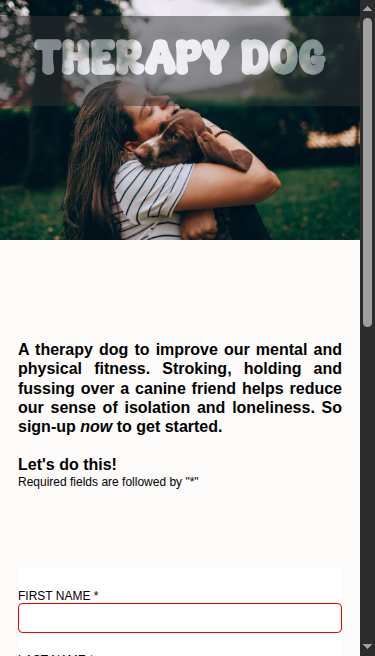 THERAPY DOG
A therapy dog to improve our mental and
physical fitness. Stroking, holding and
fussing over a canine friend helps reduce
our sense of isolation and loneliness. So
sign-up now to get started.
Let's do this!
Required fields are followed by "*"
FIRST NAME *